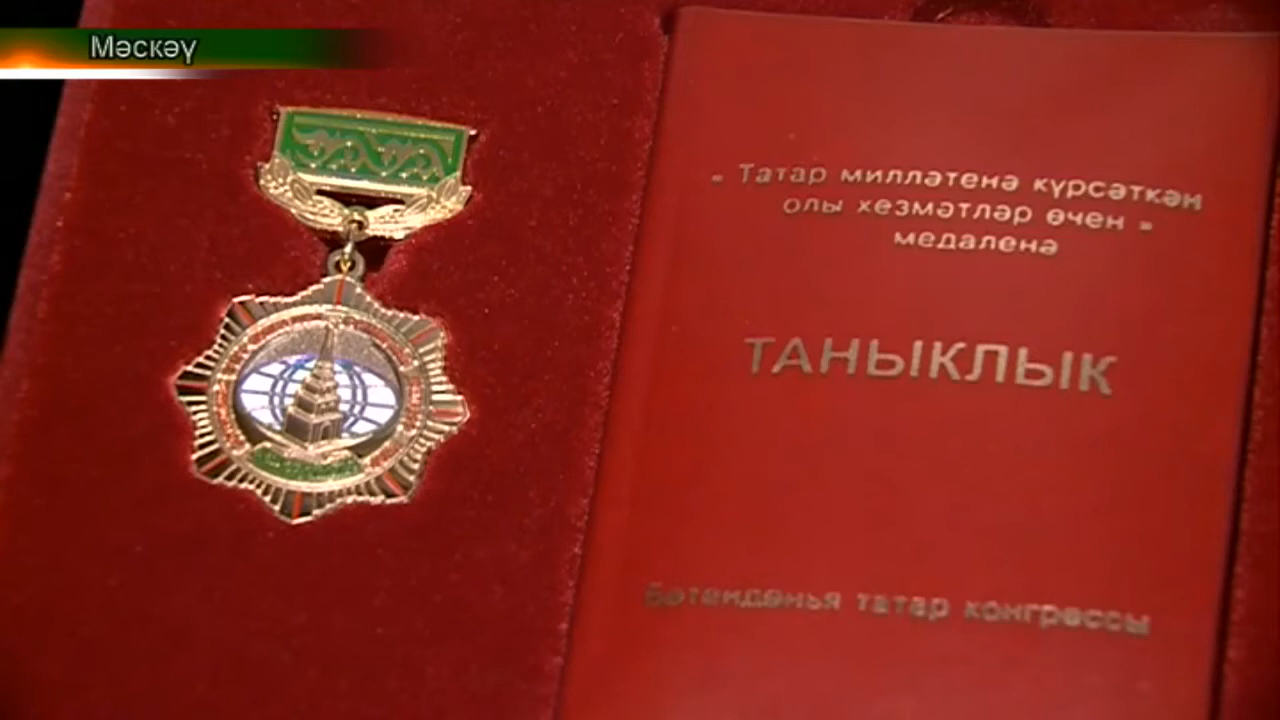 Мәскәү
« Татар милләтенә күрсәткән
олы хезмәтләр өчен »
медаленә
ТАНЫКЛЫК
Бөтендөнья татар конгрессы